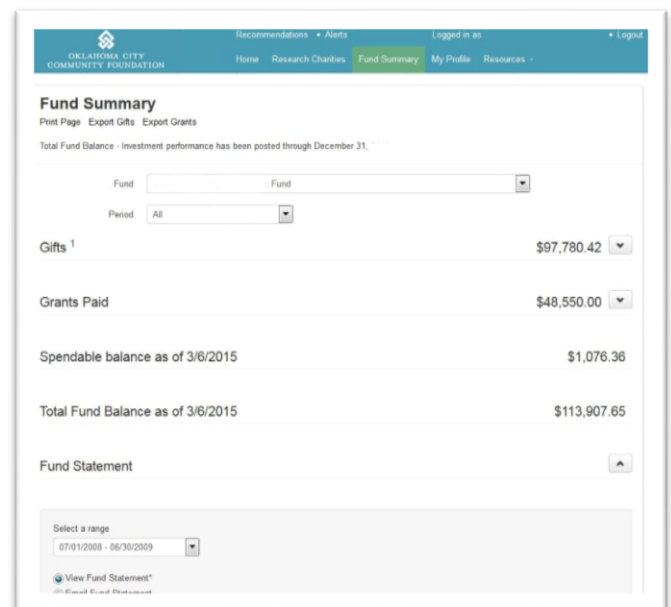 Recommendations • Alerts Logged in as • Logout
OKLAHOMA CITY
COMMUNITY FOUNDATION
Home Research Charities Fund Summary My Profile Resources
Fund Summary
Print Page Export Gifts Export Grants
Total Fund Balance - Investment performance has been posted through December 31,
Fund : Fund
Period All
Gifts 1 $97,780.42
Grants Paid $48,550.00
Spendable balance as of 3/6/2015 $1,076.36
Total Fund Balance as of 3/6/2015 $113,907.65
Fund Statement
Select a range
07/01/2008 - 06/30/2009
View Fund Statement*
Email Fund Statement